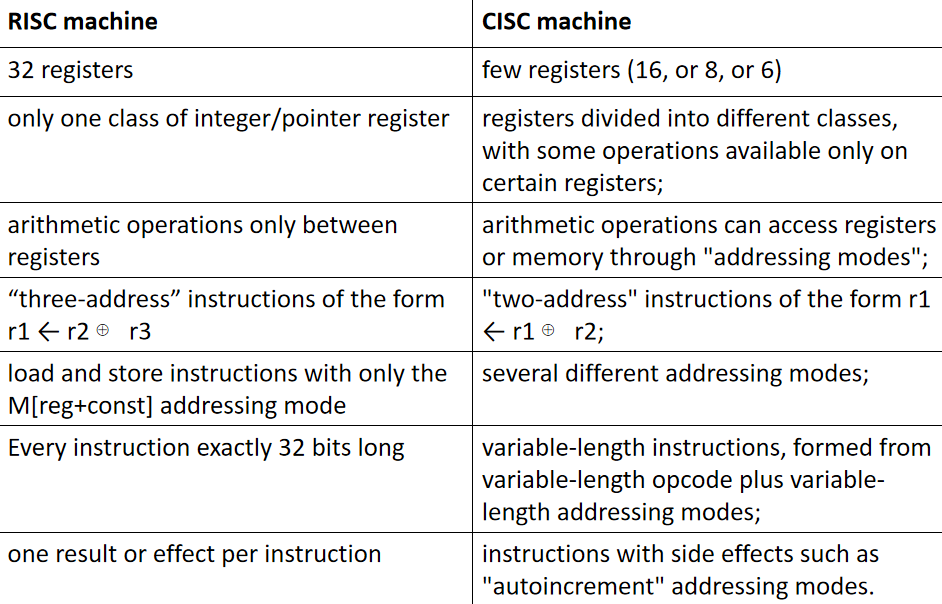 RISC machine
CISC machine
32 registers
few registers (16, or 8, or 6)
only one class of integer/pointer register
registers divided into different classes,
with some operations available only on
certain registers;
arithmetic operations only between
registers
arithmetic operations can access registers
or memory through "addressing modes";
“three-address” instructions of the form
r1 ← r2 ⊕ r3
"two-address" instructions of the form r1
← r1 ⊕ r2;
load and store instructions with only the
M[reg+const] addressing mode
several different addressing modes;
Every instruction exactly 32 bits long
variable-length instructions, formed from
variable-length opcode plus variable-
length addressing modes;
one result or effect per instruction
instructions with side effects such as
"autoincrement" addressing modes.